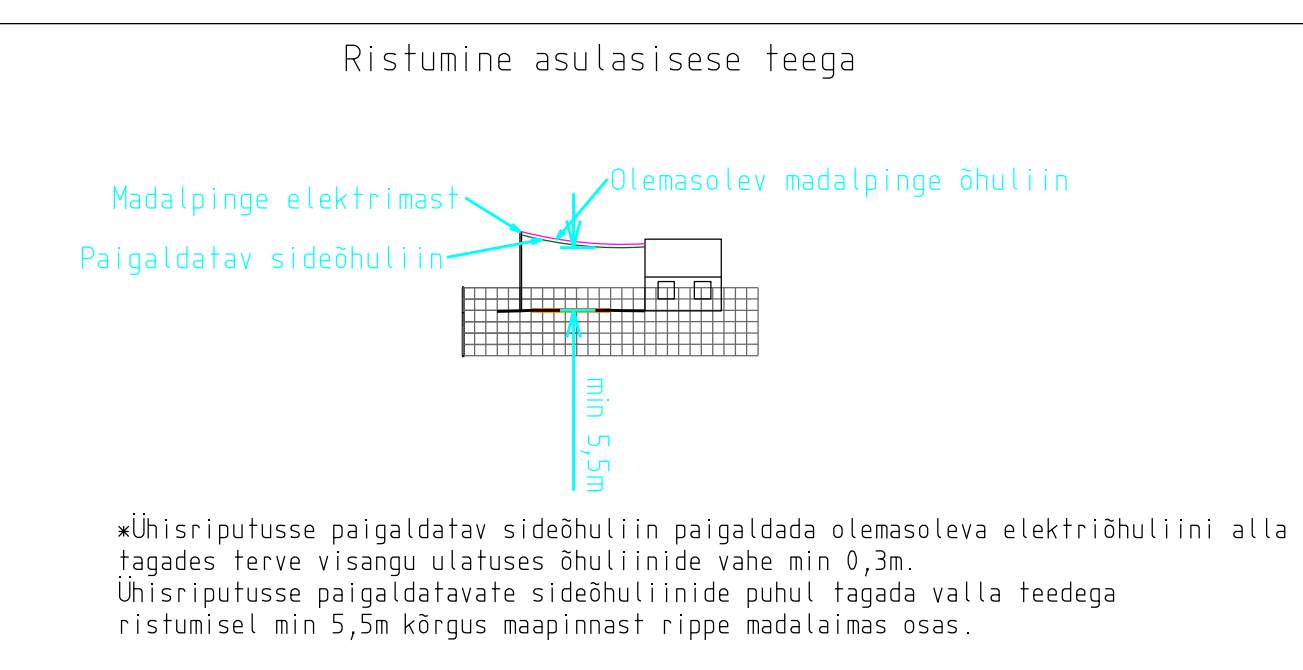 Ristumine asulasisese teega
Olemasolev madalpinge õhuliin
Madalpinge elektrimast
Paigaldatav sideõhuliin
min 5,5m
*Ühisriputusse paigaldatav sideõhuliin paigaldada olemasoleva elektriõhuliini alla
tagades terve visangu ulatuses õhuliinide vahe min 0,3m.
Ühisriputusse paigaldatavate sideõhuliinide puhul tagada valla teedega
ristumisel min 5,5m kõrgus maapinnast rippe madalaimas osas.